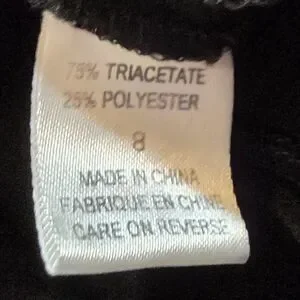 75% TRIACETATE
25% POLYESTER
8
MADE IN CHINA
FABRIQUE EN CHINE
CARE ON REVERSE